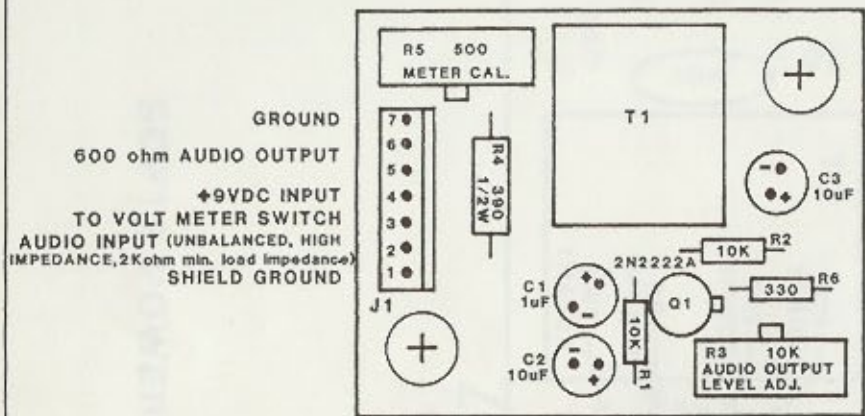 R5 500
METER CAL.
T1
GROUND
600 ohm AUDIO OUTPUT
+9VDC INPUT
TO VOLT METER SWITCH
AUDIO INPUT (UNBALANCED, HIGH
IMPEDANCE, 2Kohm min. load impedance)
SHIELD GROUND
7
6
5
4
3
2
1
J1
R4 390
1/2W
-
+
C3
10uF
10K
R2
2N2222A
C1
1uF
+
-
10K
R1
Q1
330
R6
C2
10uF
-
+
R3 10K
AUDIO OUTPUT
LEVEL ADJ.